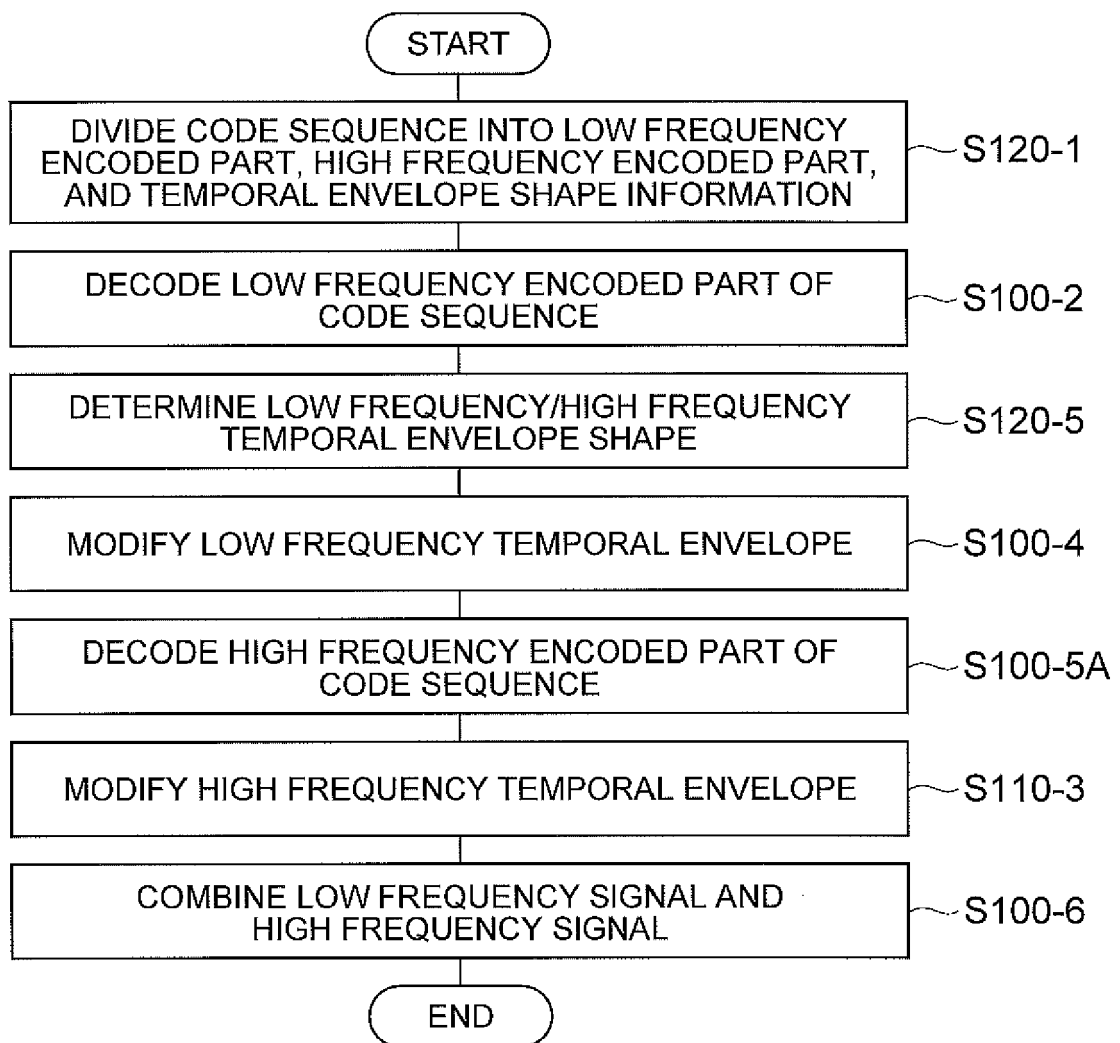 START
DIVIDE CODE SEQUENCE INTO LOW FREQUENCY
ENCODED PART, HIGH FREQUENCY ENCODED PART,
AND TEMPORAL ENVELOPE SHAPE INFORMATION
S120-1
DECODE LOW FREQUENCY ENCODED PART OF
CODE SEQUENCE
S100-2
DETERMINE LOW FREQUENCY/HIGH FREQUENCY
TEMPORAL ENVELOPE SHAPE
S120-5
MODIFY LOW FREQUENCY TEMPORAL ENVELOPE
S100-4
DECODE HIGH FREQUENCY ENCODED PART OF
CODE SEQUENCE
S100-5A
MODIFY HIGH FREQUENCY TEMPORAL ENVELOPE
S110-3
COMBINE LOW FREQUENCY SIGNAL AND
HIGH FREQUENCY SIGNAL
S100-6
END